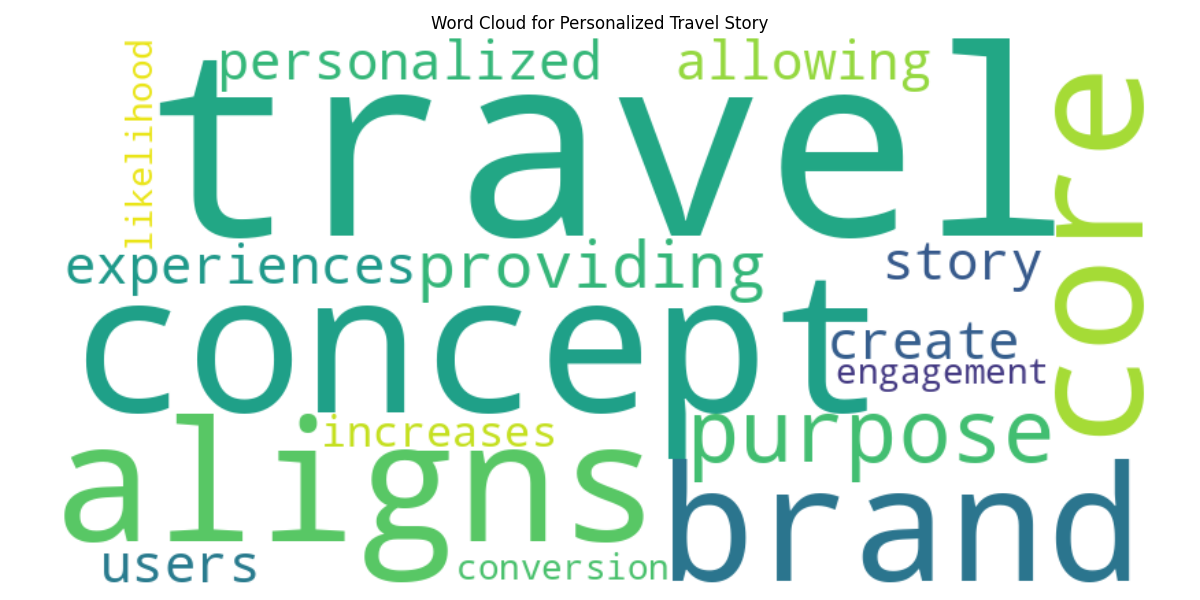 Word Cloud for Personalized Travel Story
likelihood
personalized
allowing
travel
core
experiences
providing
story
concept
create
engagement
increases
purpose
aligns
brand
users
conversion